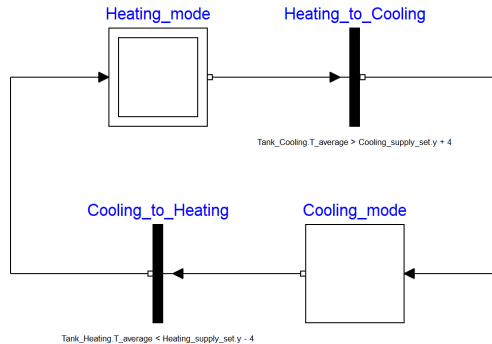 Heating_mode
Heating_to_Cooling
Tank_Cooling.T_average > Cooling_supply_set.y + 4
Cooling_to_Heating
Cooling_mode
Tank_Heating.T_average < Heating_supply_set.y - 4